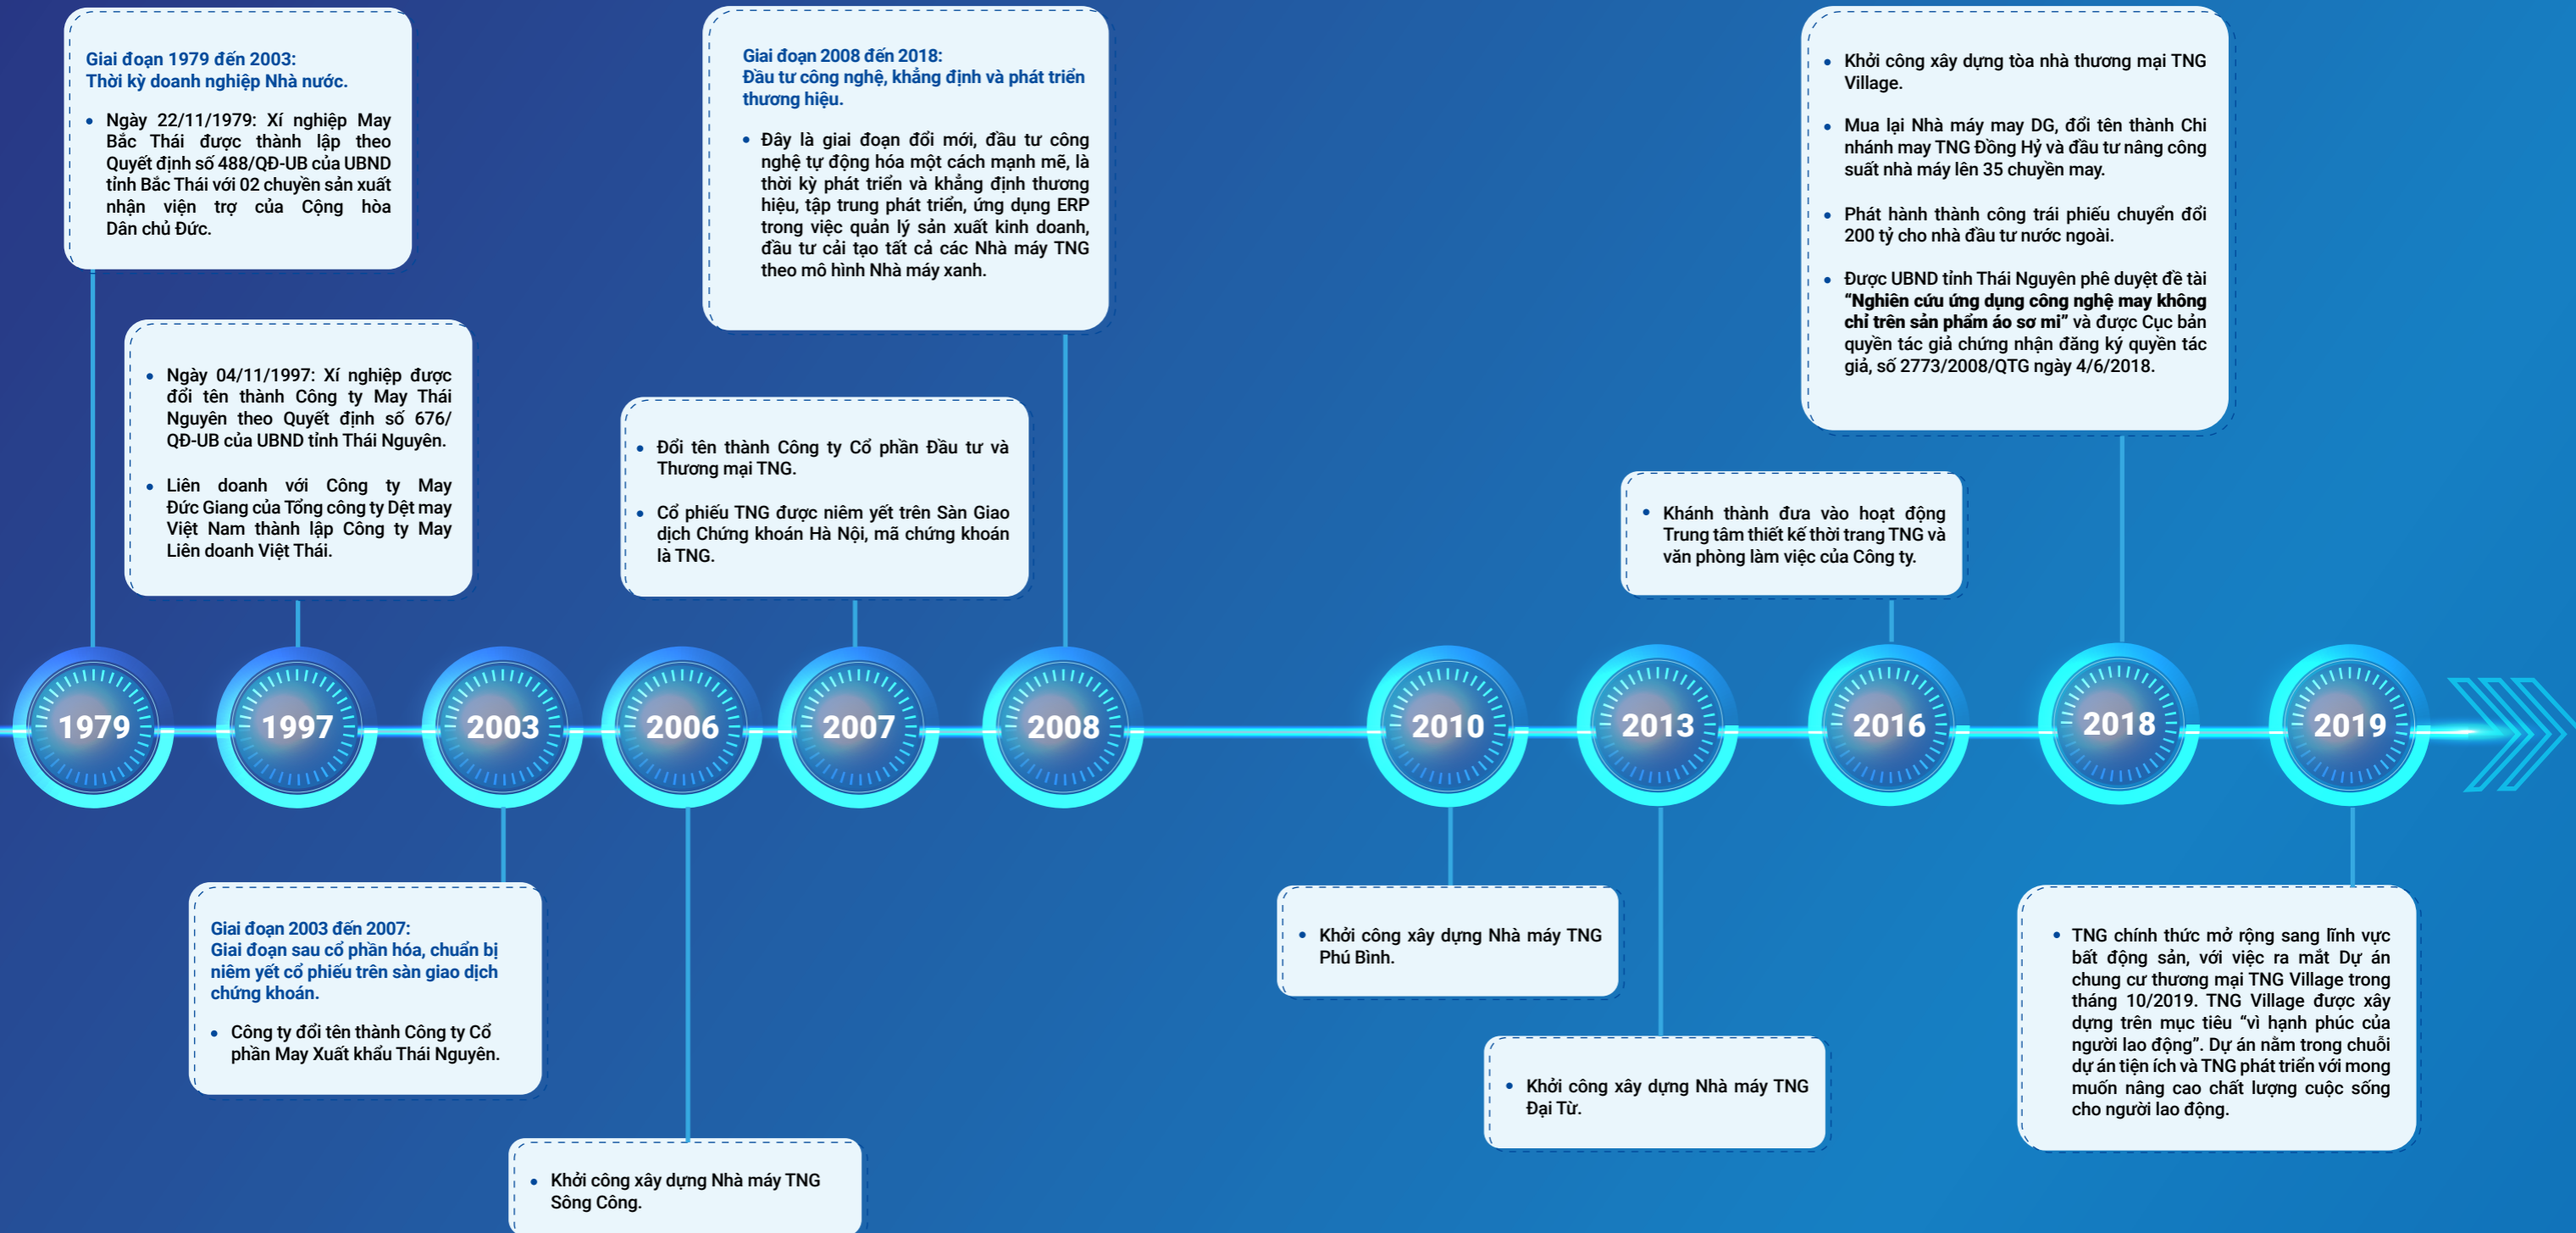 Giai đoạn 1979 đến 2003:
Thời kỳ doanh nghiệp Nhà nước.
• Ngày 22/11/1979: Xí nghiệp May
Bắc Thái được thành lập theo
Quyết định số 488/QĐ-UB của UBND
tỉnh Bắc Thái với 02 chuyền sản xuất
nhận viện trợ của Cộng hòa
Dân chủ Đức.
• Ngày 04/11/1997: Xí nghiệp được
đổi tên thành Công ty May Thái
Nguyên theo Quyết định số 676/
QĐ-UB của UBND tỉnh Thái Nguyên.
• Liên doanh với Công ty May
Đức Giang của Tổng công ty Dệt may
Việt Nam thành lập Công ty May
Liên doanh Việt Thái.
Giai đoạn 2008 đến 2018:
Đầu tư công nghệ, khẳng định và phát triển
thương hiệu.
• Đây là giai đoạn đổi mới, đầu tư công
nghệ tự động hóa một cách mạnh mẽ, là
thời kỳ phát triển và khẳng định thương
hiệu, tập trung phát triển, ứng dụng ERP
trong việc quản lý sản xuất kinh doanh,
đầu tư cải tạo tất cả các Nhà máy TNG
theo mô hình Nhà máy xanh.
• Đổi tên thành Công ty Cổ phần Đầu tư và
Thương mại TNG.
• Cổ phiếu TNG được niêm yết trên Sàn Giao
dịch Chứng khoán Hà Nội, mã chứng khoán
là TNG.
• Khởi công xây dựng tòa nhà thương mại TNG
Village.
• Mua lại Nhà máy may DG, đổi tên thành Chi
nhánh may TNG Đồng Hỷ và đầu tư nâng công
suất nhà máy lên 35 chuyền may.
• Phát hành thành công trái phiếu chuyển đổi
200 tỷ cho nhà đầu tư nước ngoài.
• Được UBND tỉnh Thái Nguyên phê duyệt đề tài
“Nghiên cứu ứng dụng công nghệ may không
chỉ trên sản phẩm áo sơ mi” và được Cục bản
quyền tác giả chứng nhận đăng ký quyền tác
giả, số 2773/2008/QTG ngày 4/6/2018.
• Khánh thành đưa vào hoạt động
Trung tâm thiết kế thời trang TNG và
văn phòng làm việc của Công ty.
1979 1997 2003 2006 2007 2008 2010 2013 2016 2018 2019
Giai đoạn 2003 đến 2007:
Giai đoạn sau cổ phần hóa, chuẩn bị
niêm yết cổ phiếu trên sàn giao dịch
chứng khoán.
• Công ty đổi tên thành Công ty Cổ
phần May Xuất khẩu Thái Nguyên.
• Khởi công xây dựng Nhà máy TNG
Sông Công.
• Khởi công xây dựng Nhà máy TNG
Phú Bình.
• Khởi công xây dựng Nhà máy TNG
Đại Từ.
• TNG chính thức mở rộng sang lĩnh vực
bất động sản, với việc ra mắt Dự án
chung cư thương mại TNG Village trong
tháng 10/2019. TNG Village được xây
dựng trên mục tiêu “vì hạnh phúc của
người lao động”. Dự án nằm trong chuỗi
dự án tiện ích và TNG phát triển với mong
muốn nâng cao chất lượng cuộc sống
cho người lao động.